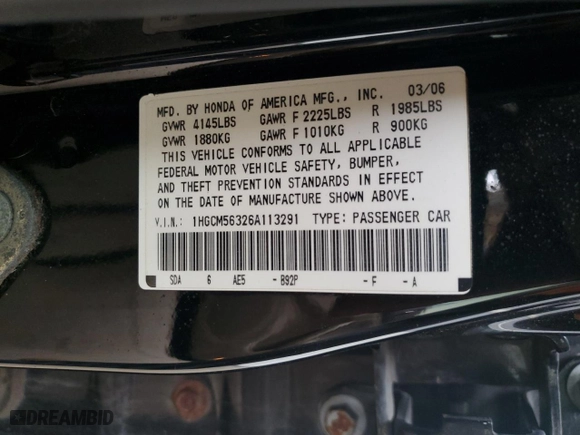 MFD. BY HONDA OF AMERICA MFG., INC. 03/06
GVWR 4145LBS GAWR F 2225LBS R 1985LBS
GVWR 1880KG GAWR F 1010KG R 900KG
THIS VEHICLE CONFORMS TO ALL APPLICABLE
FEDERAL MOTOR VEHICLE SAFETY, BUMPER,
AND THEFT PREVENTION STANDARDS IN EFFECT
ON THE DATE OF MANUFACTURE SHOWN ABOVE.
V.I.N.: 1HGCM56326A113291 TYPE: PASSENGER CAR
SDA 6 AE5 - B92P - F - A
DREAMBID